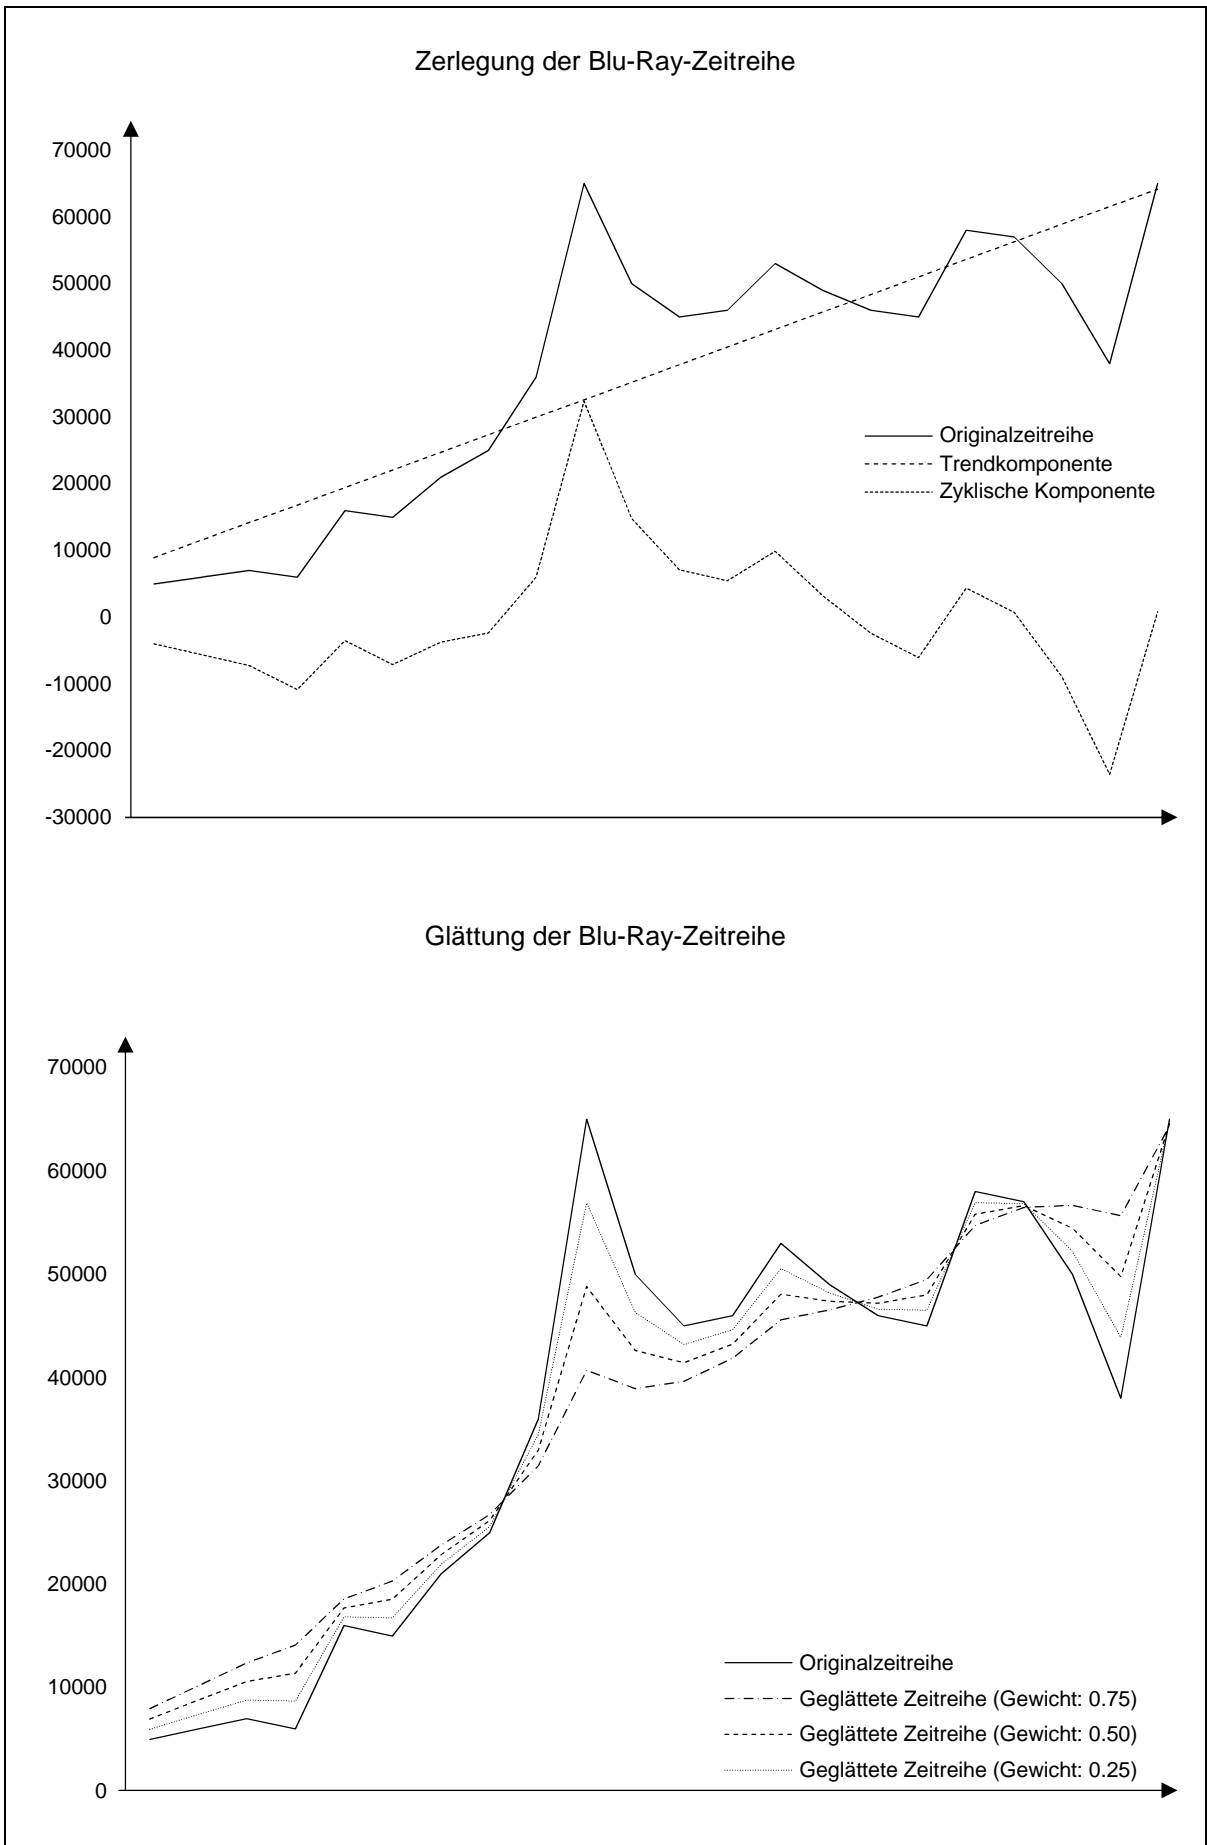 Zerlegung der Blu-Ray-Zeitreihe
70000
60000
50000
40000
30000
20000
10000
0
-10000
-20000
-30000
Originalzeitreihe
Trendkomponente
Zyklische Komponente
Glättung der Blu-Ray-Zeitreihe
70000
60000
50000
40000
30000
20000
10000
0
Originalzeitreihe
Geglättete Zeitreihe (Gewicht: 0.75)
Geglättete Zeitreihe (Gewicht: 0.50)
Geglättete Zeitreihe (Gewicht: 0.25)